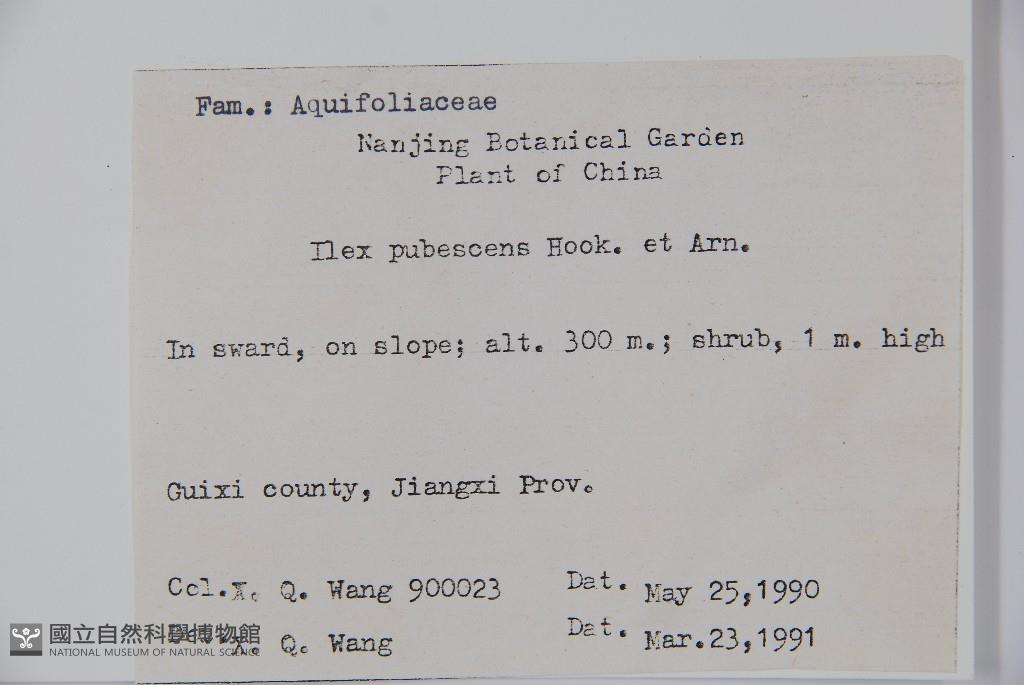 Fam.: Aquifoliaceae
Nanjing Botanical Garden
Plant of China
Ilex pubescens Hook. et Arn.
In sward, on slope; alt. 300 m.; shrub, 1 m. high
Guixi county, Jiangxi Prov.
Col.X. Q. Wang 900023 Dat. May 25,1990
X. Q. Wang Dat. Mar.23,1991
國立自然科學博物館
NATIONAL MUSEUM OF NATURAL SCIENCE